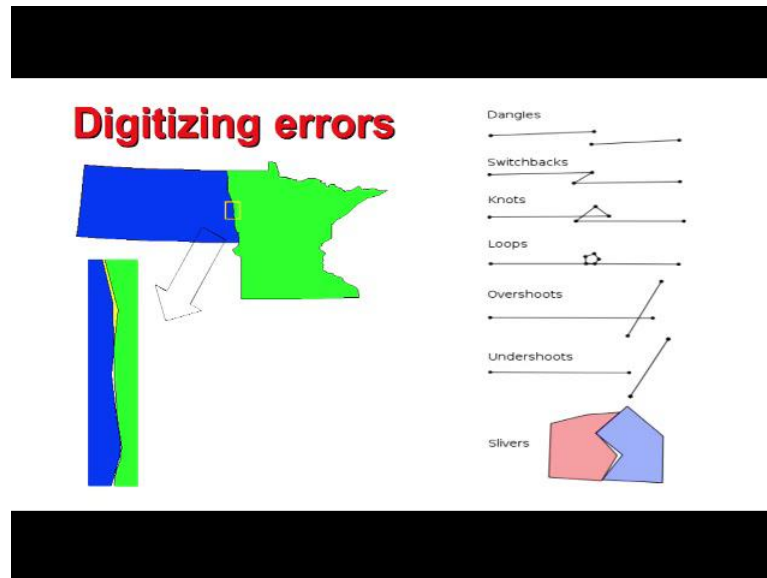 Digitizing errors
Dangles
Switchbacks
Knots
Loops
Overshoots
Undershoots
Slivers